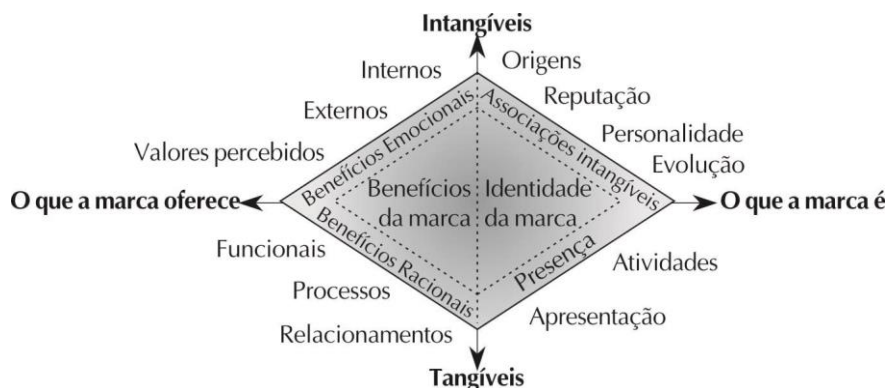 Intangíveis
Internos
Origens
Externos
Reputação
Valores percebidos
Personalidade
Evolução
Benefícios Emocionais
Associações intangíveis
O que a marca oferece
Benefícios
da marca
Identidade
da marca
O que a marca é
Benefícios Racionais
Presença
Funcionais
Atividades
Processos
Apresentação
Relacionamentos
Tangíveis